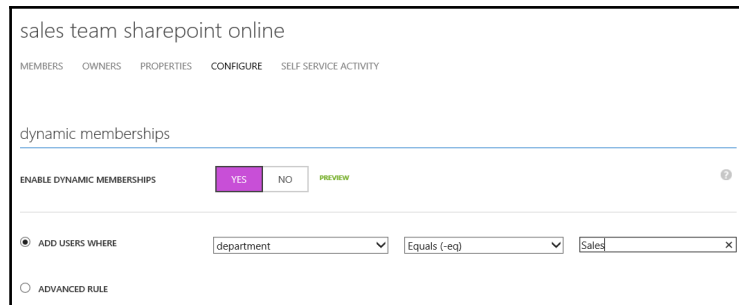 sales team sharepoint online
MEMBERS OWNERS PROPERTIES CONFIGURE SELF SERVICE ACTIVITY
dynamic memberships
ENABLE DYNAMIC MEMBERSHIPS YES NO PREVIEW ?
ADD USERS WHERE department Equals (-eq) Sales x
ADVANCED RULE